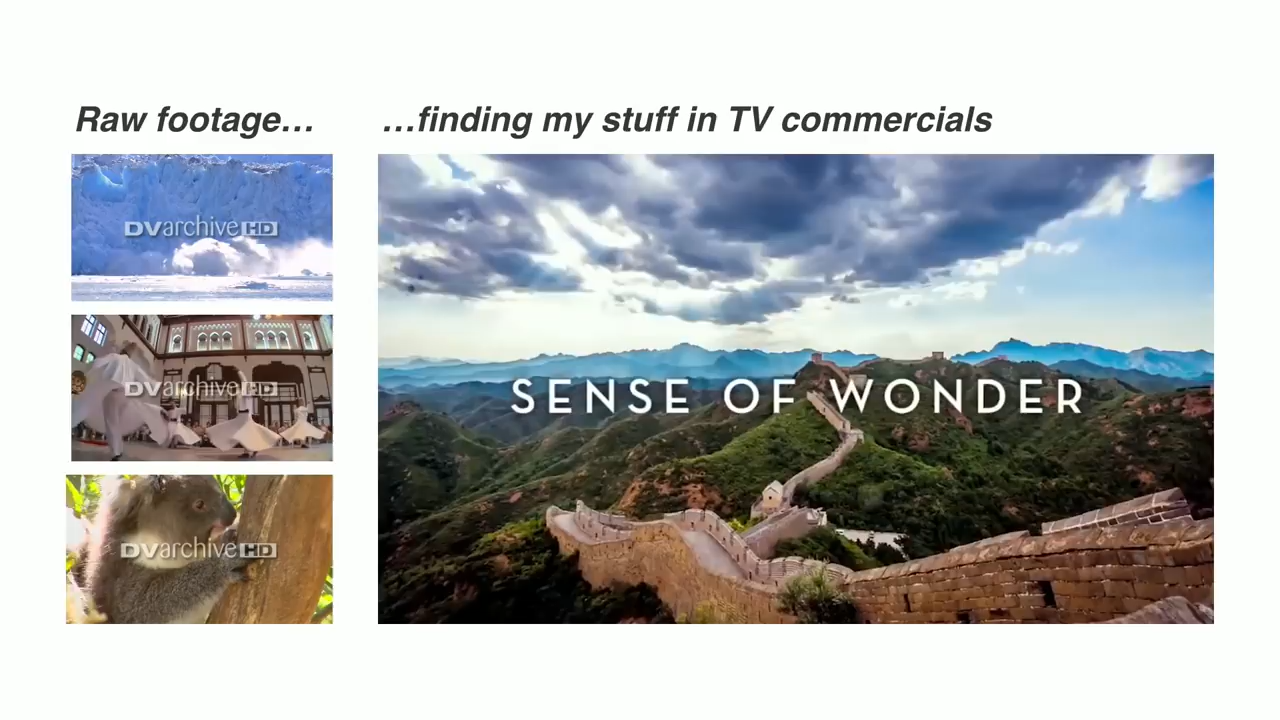 Raw footage…
…finding my stuff in TV commercials
DVarchiveHD
DVarchiveHD
DVarchiveHD
SENSE OF WONDER